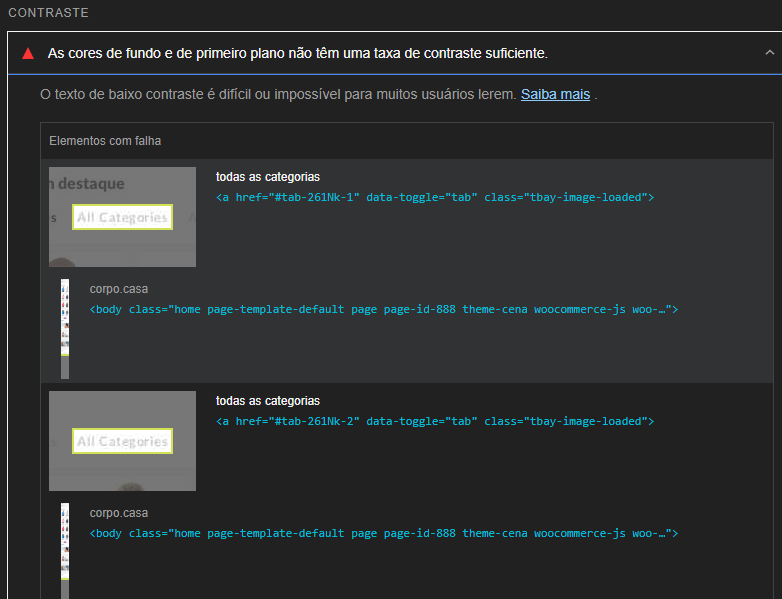 CONTRASTE
As cores de fundo e de primeiro plano não têm uma taxa de contraste suficiente.
O texto de baixo contraste é difícil ou impossível para muitos usuários lerem. Saiba mais .
Elementos com falha
destaque
All Categories
todas as categorias
<a href="#tab-261Nk-1" data-toggle="tab" class="tbay-image-loaded">
corpo.casa
<body class="home page-template-default page page-id-888 theme-cena woocommerce-js woo-…">
All Categories
todas as categorias
<a href="#tab-261Nk-2" data-toggle="tab" class="tbay-image-loaded">
corpo.casa
<body class="home page-template-default page page-id-888 theme-cena woocommerce-js woo-…">